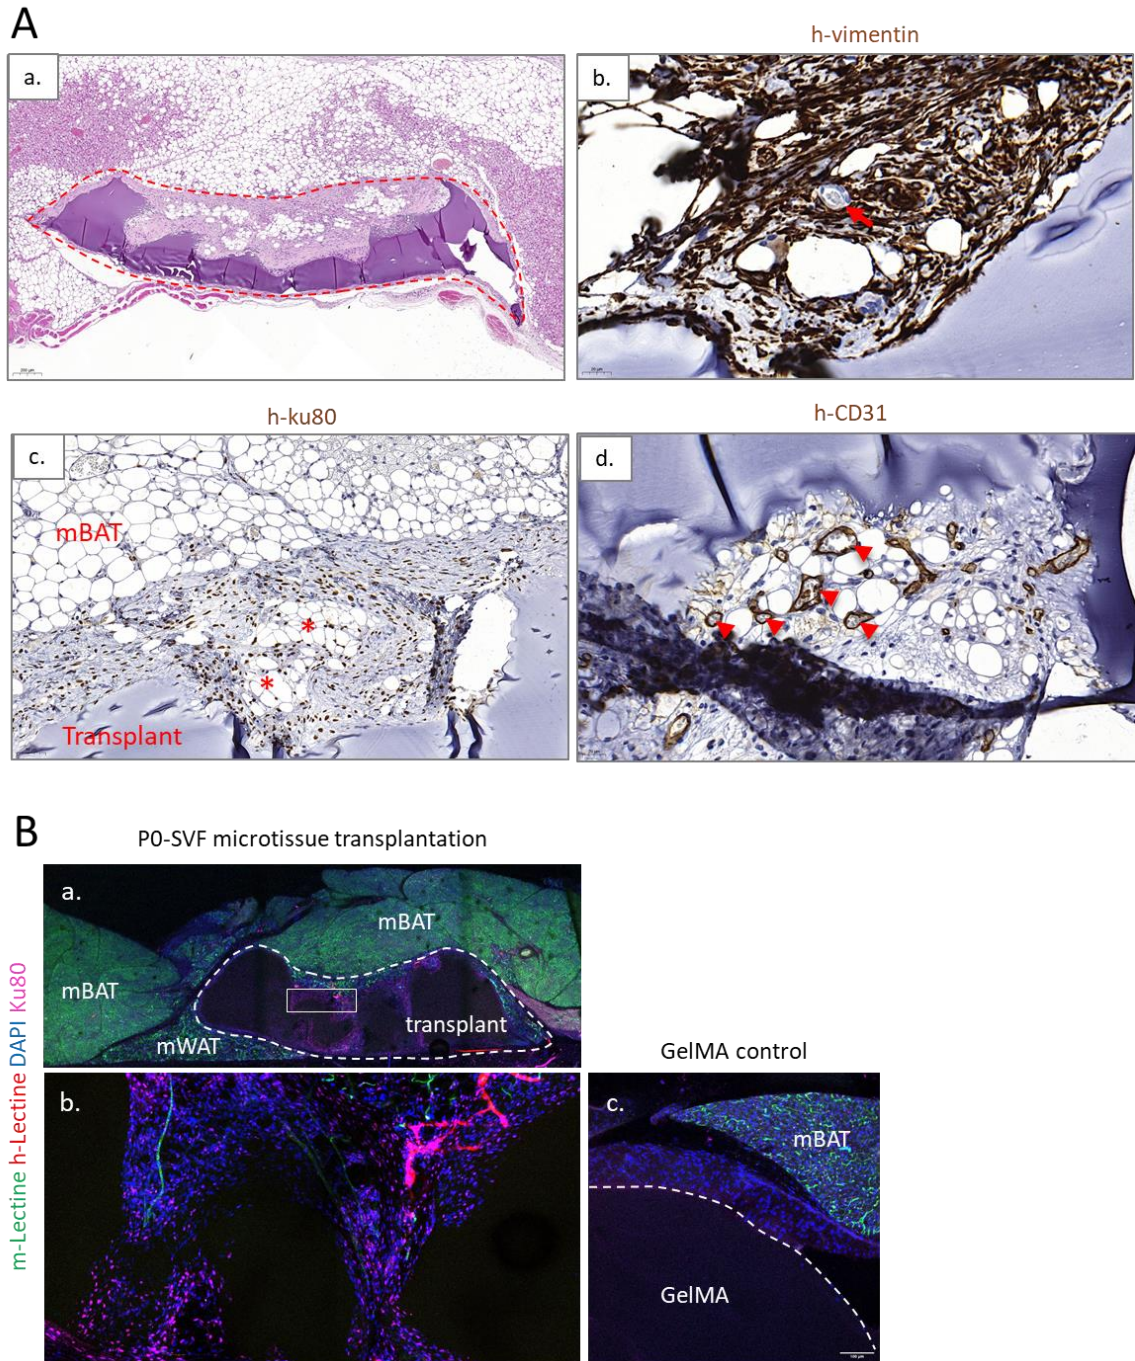 A
h-vimentin
a.
b.
h-ku80
h-CD31
c.
d.
mBAT
*
*
Transplant
B
P0-SVF microtissue transplantation
m-Lectine h-Lectine DAPI Ku80
a.
mBAT
mBAT
transplant
mWAT
GelMA control
b.
c.
mBAT
GelMA